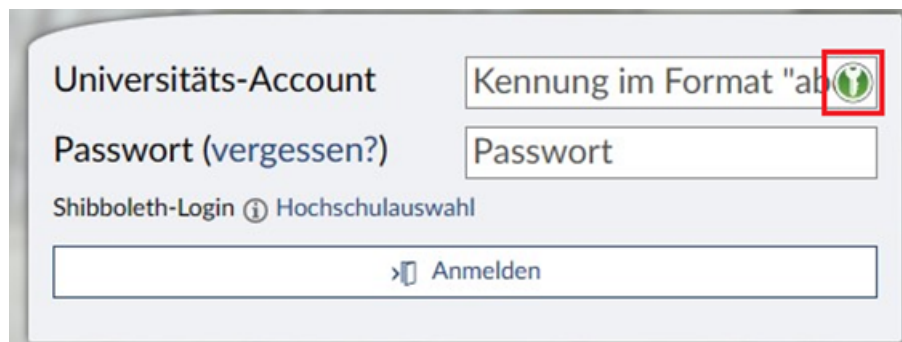 Universitäts-Account
Kennung im Format "ab
Passwort (vergessen?)
Passwort
Shibboleth-Login Hochschulauswahl
Anmelden